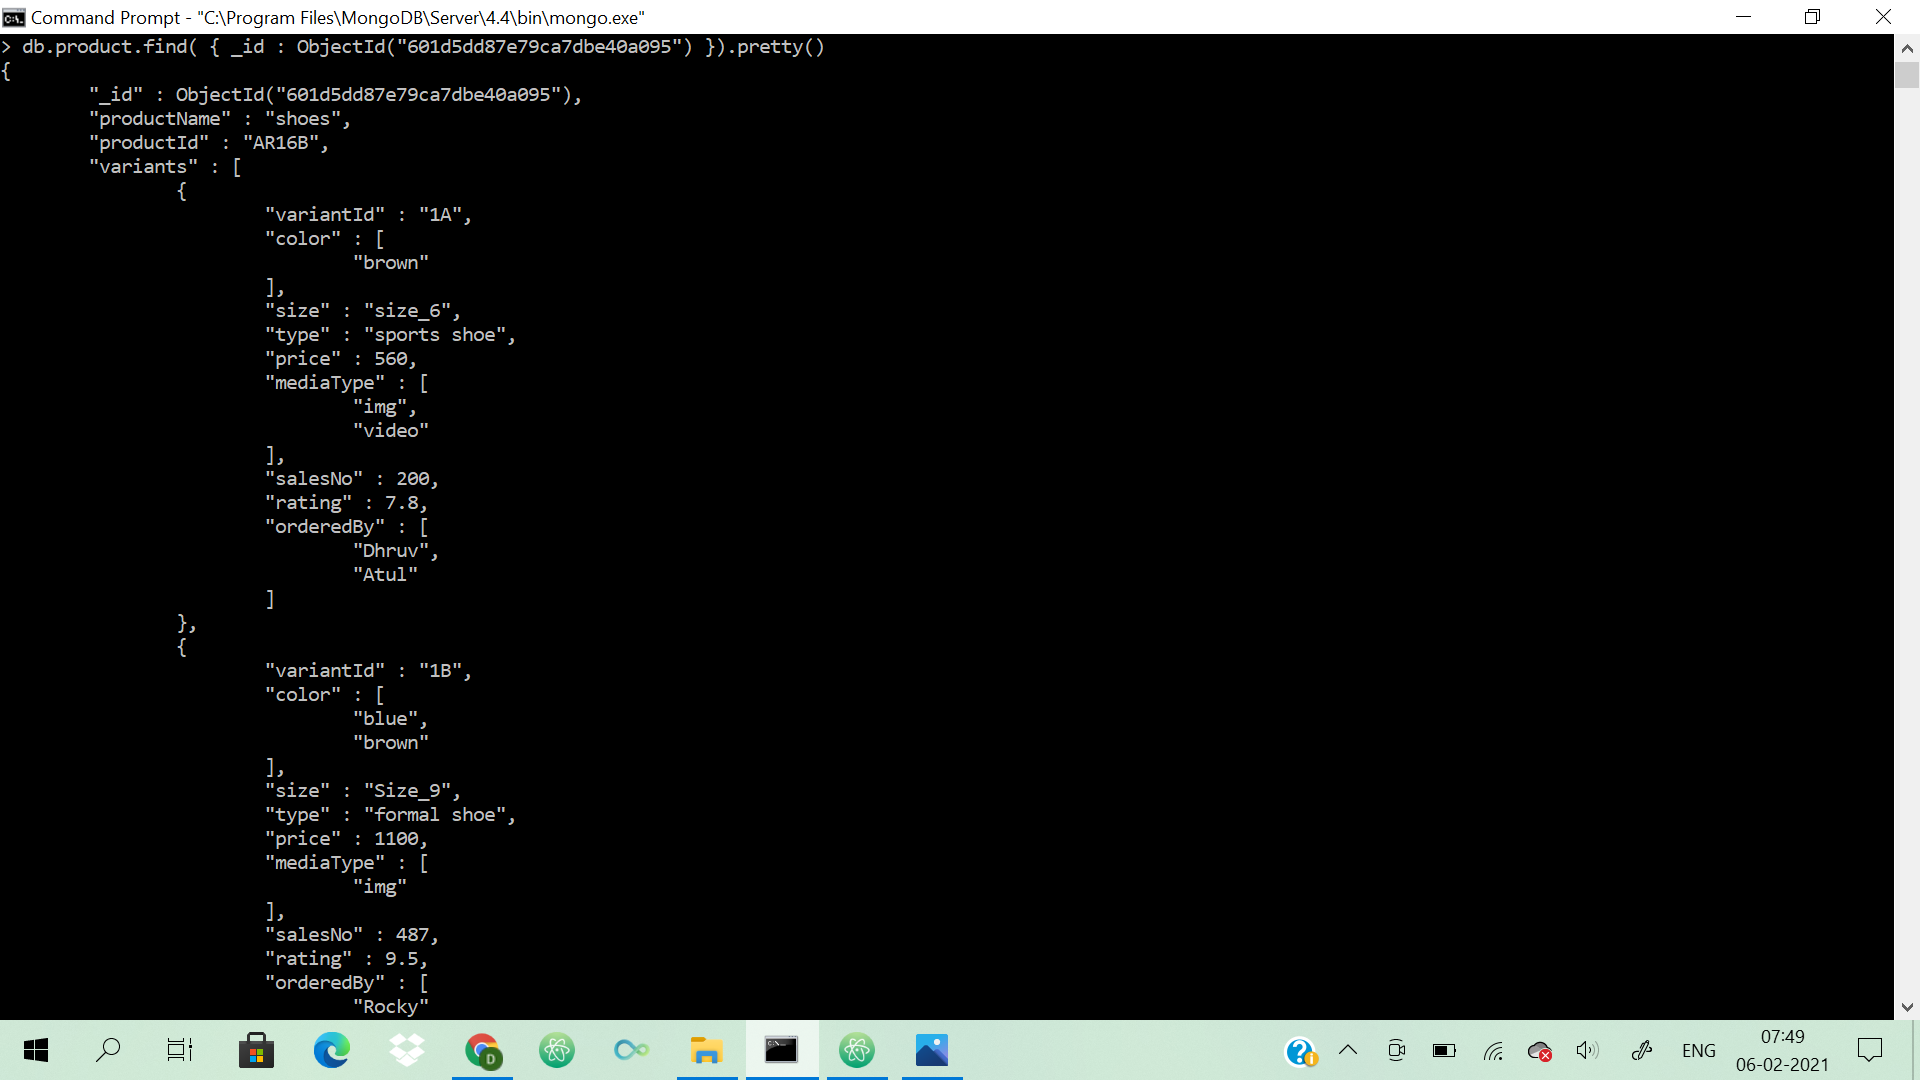 Command Prompt - "C:\Program Files\MongoDB\Server\4.4\bin\mongo.exe"
> db.product.find( { _id : ObjectId("601d5dd87e79ca7dbe40a095") }).pretty()
{
"_id" : ObjectId("601d5dd87e79ca7dbe40a095"),
"productName" : "shoes",
"productId" : "AR16B",
"variants" : [
{
"variantId" : "1A",
"color" : [
"brown"
],
"size" : "size_6",
"type" : "sports shoe",
"price" : 560,
"mediaType" : [
"img",
"video"
],
"salesNo" : 200,
"rating" : 7.8,
"orderedBy" : [
"Dhruv",
"Atul"
]
},
{
"variantId" : "1B",
"color" : [
"blue",
"brown"
],
"size" : "Size_9",
"type" : "formal shoe",
"price" : 1100,
"mediaType" : [
"img"
],
"salesNo" : 487,
"rating" : 9.5,
"orderedBy" : [
"Rocky"
D
ENG
07:49
06-02-2021